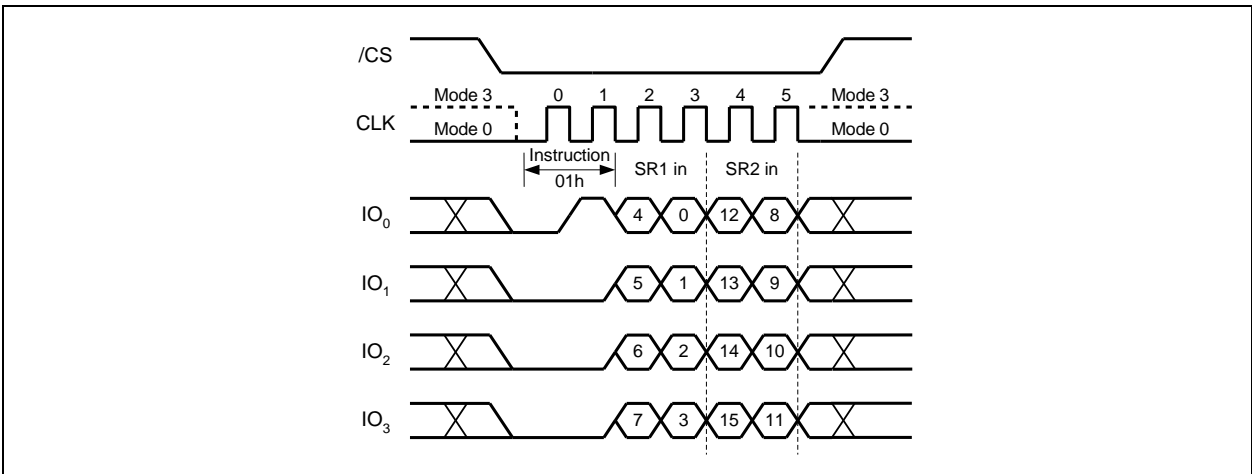 /CS
Mode 3 0 1 2 3 4 5 Mode 3
CLK Mode 0 Mode 0
Instruction SR1 in SR2 in
01h
IO0 4 0 12 8
IO1 5 1 13 9
IO2 6 2 14 10
IO3 7 3 15 11